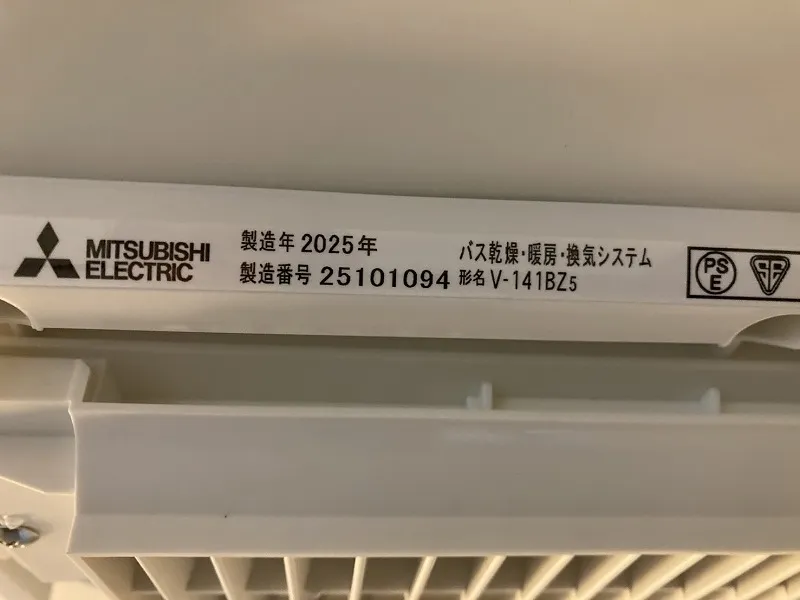 MITSUBISHI
ELECTRIC
製造年 2025年
製造番号 25101094
バス乾燥・暖房・換気システム
形名 V-141BZ5
PS
E